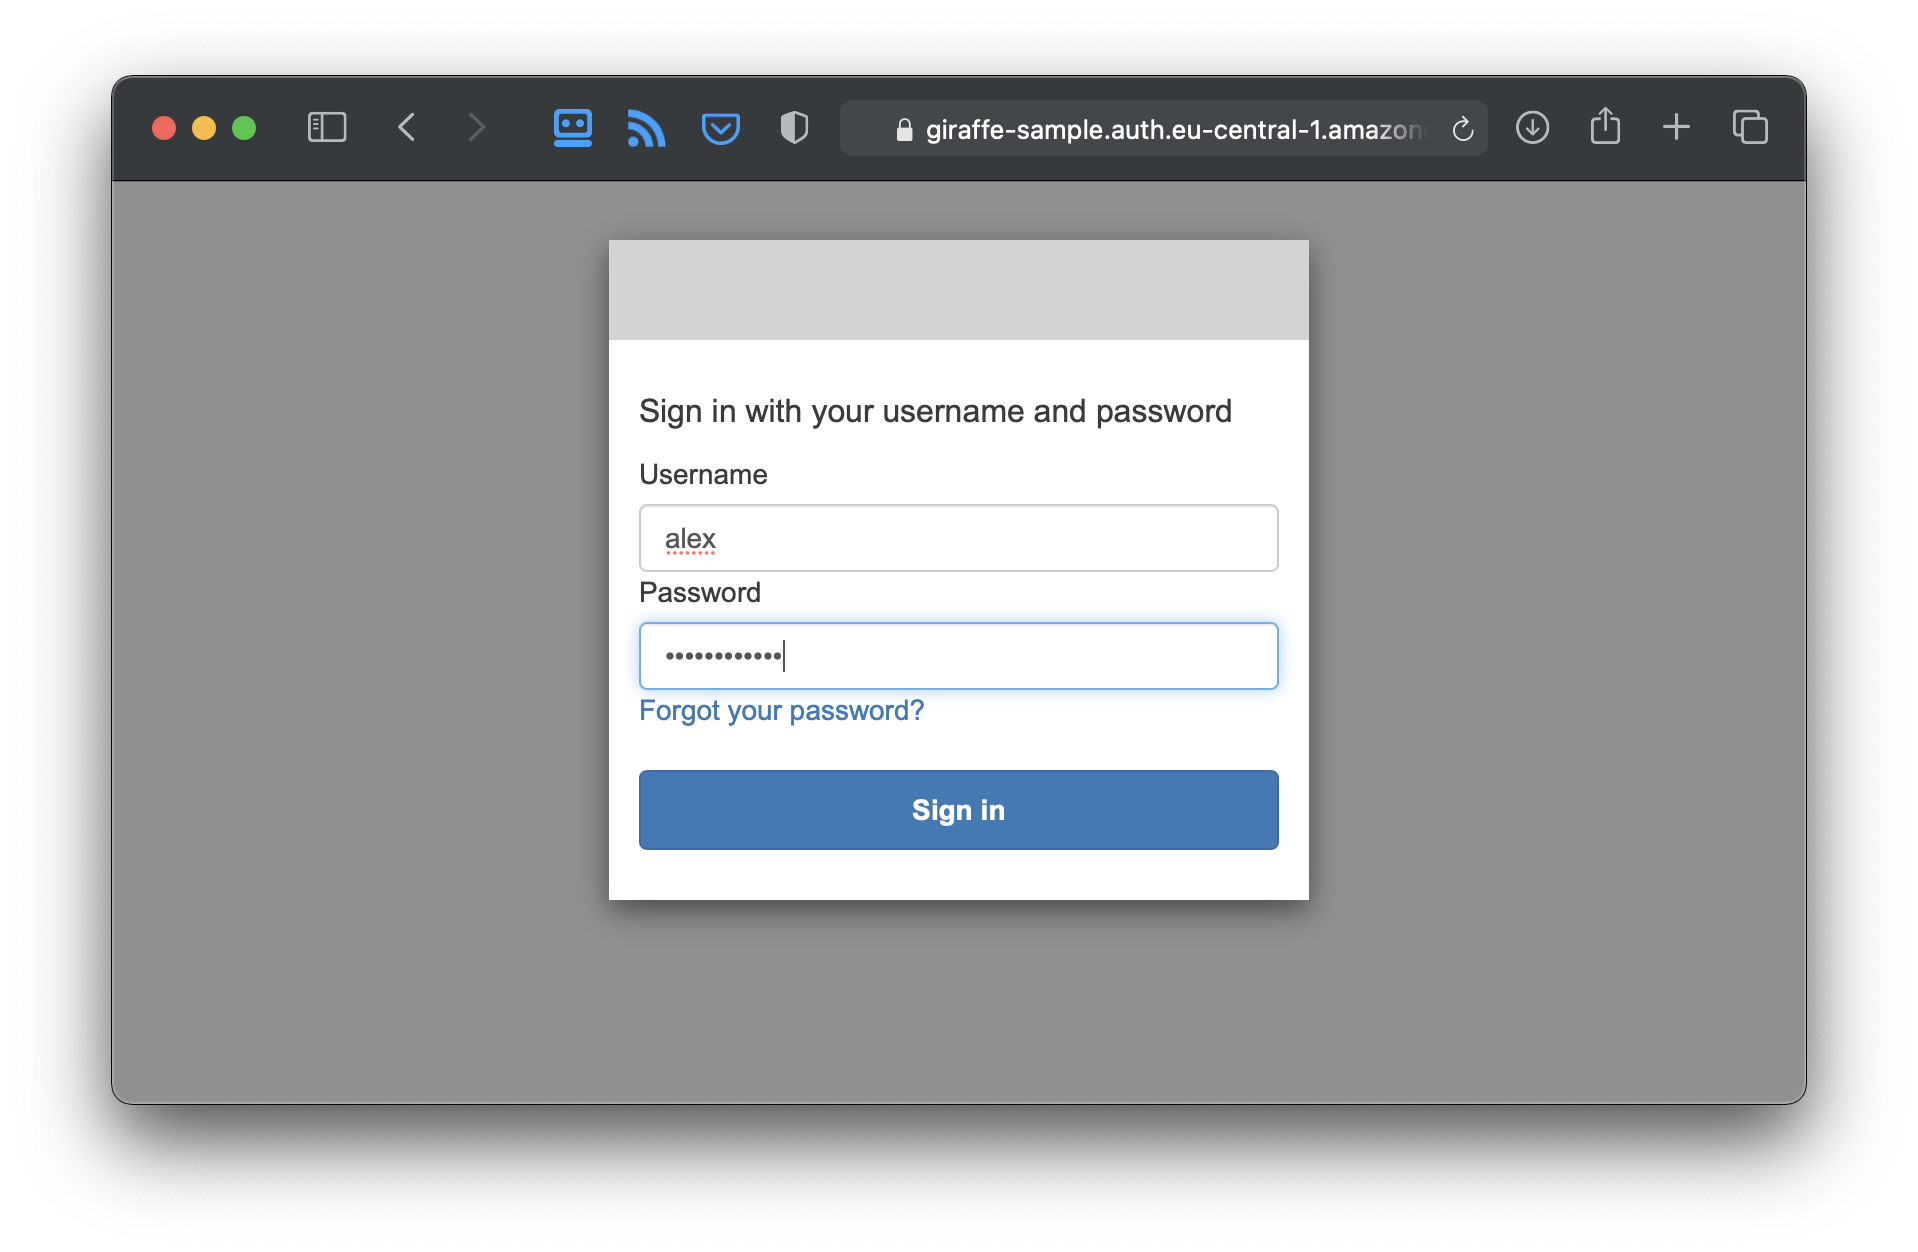 giraffe-sample.auth.eu-central-1.amazon
Sign in with your username and password
Username
alex
Password
••••••••••••
Forgot your password?
Sign in